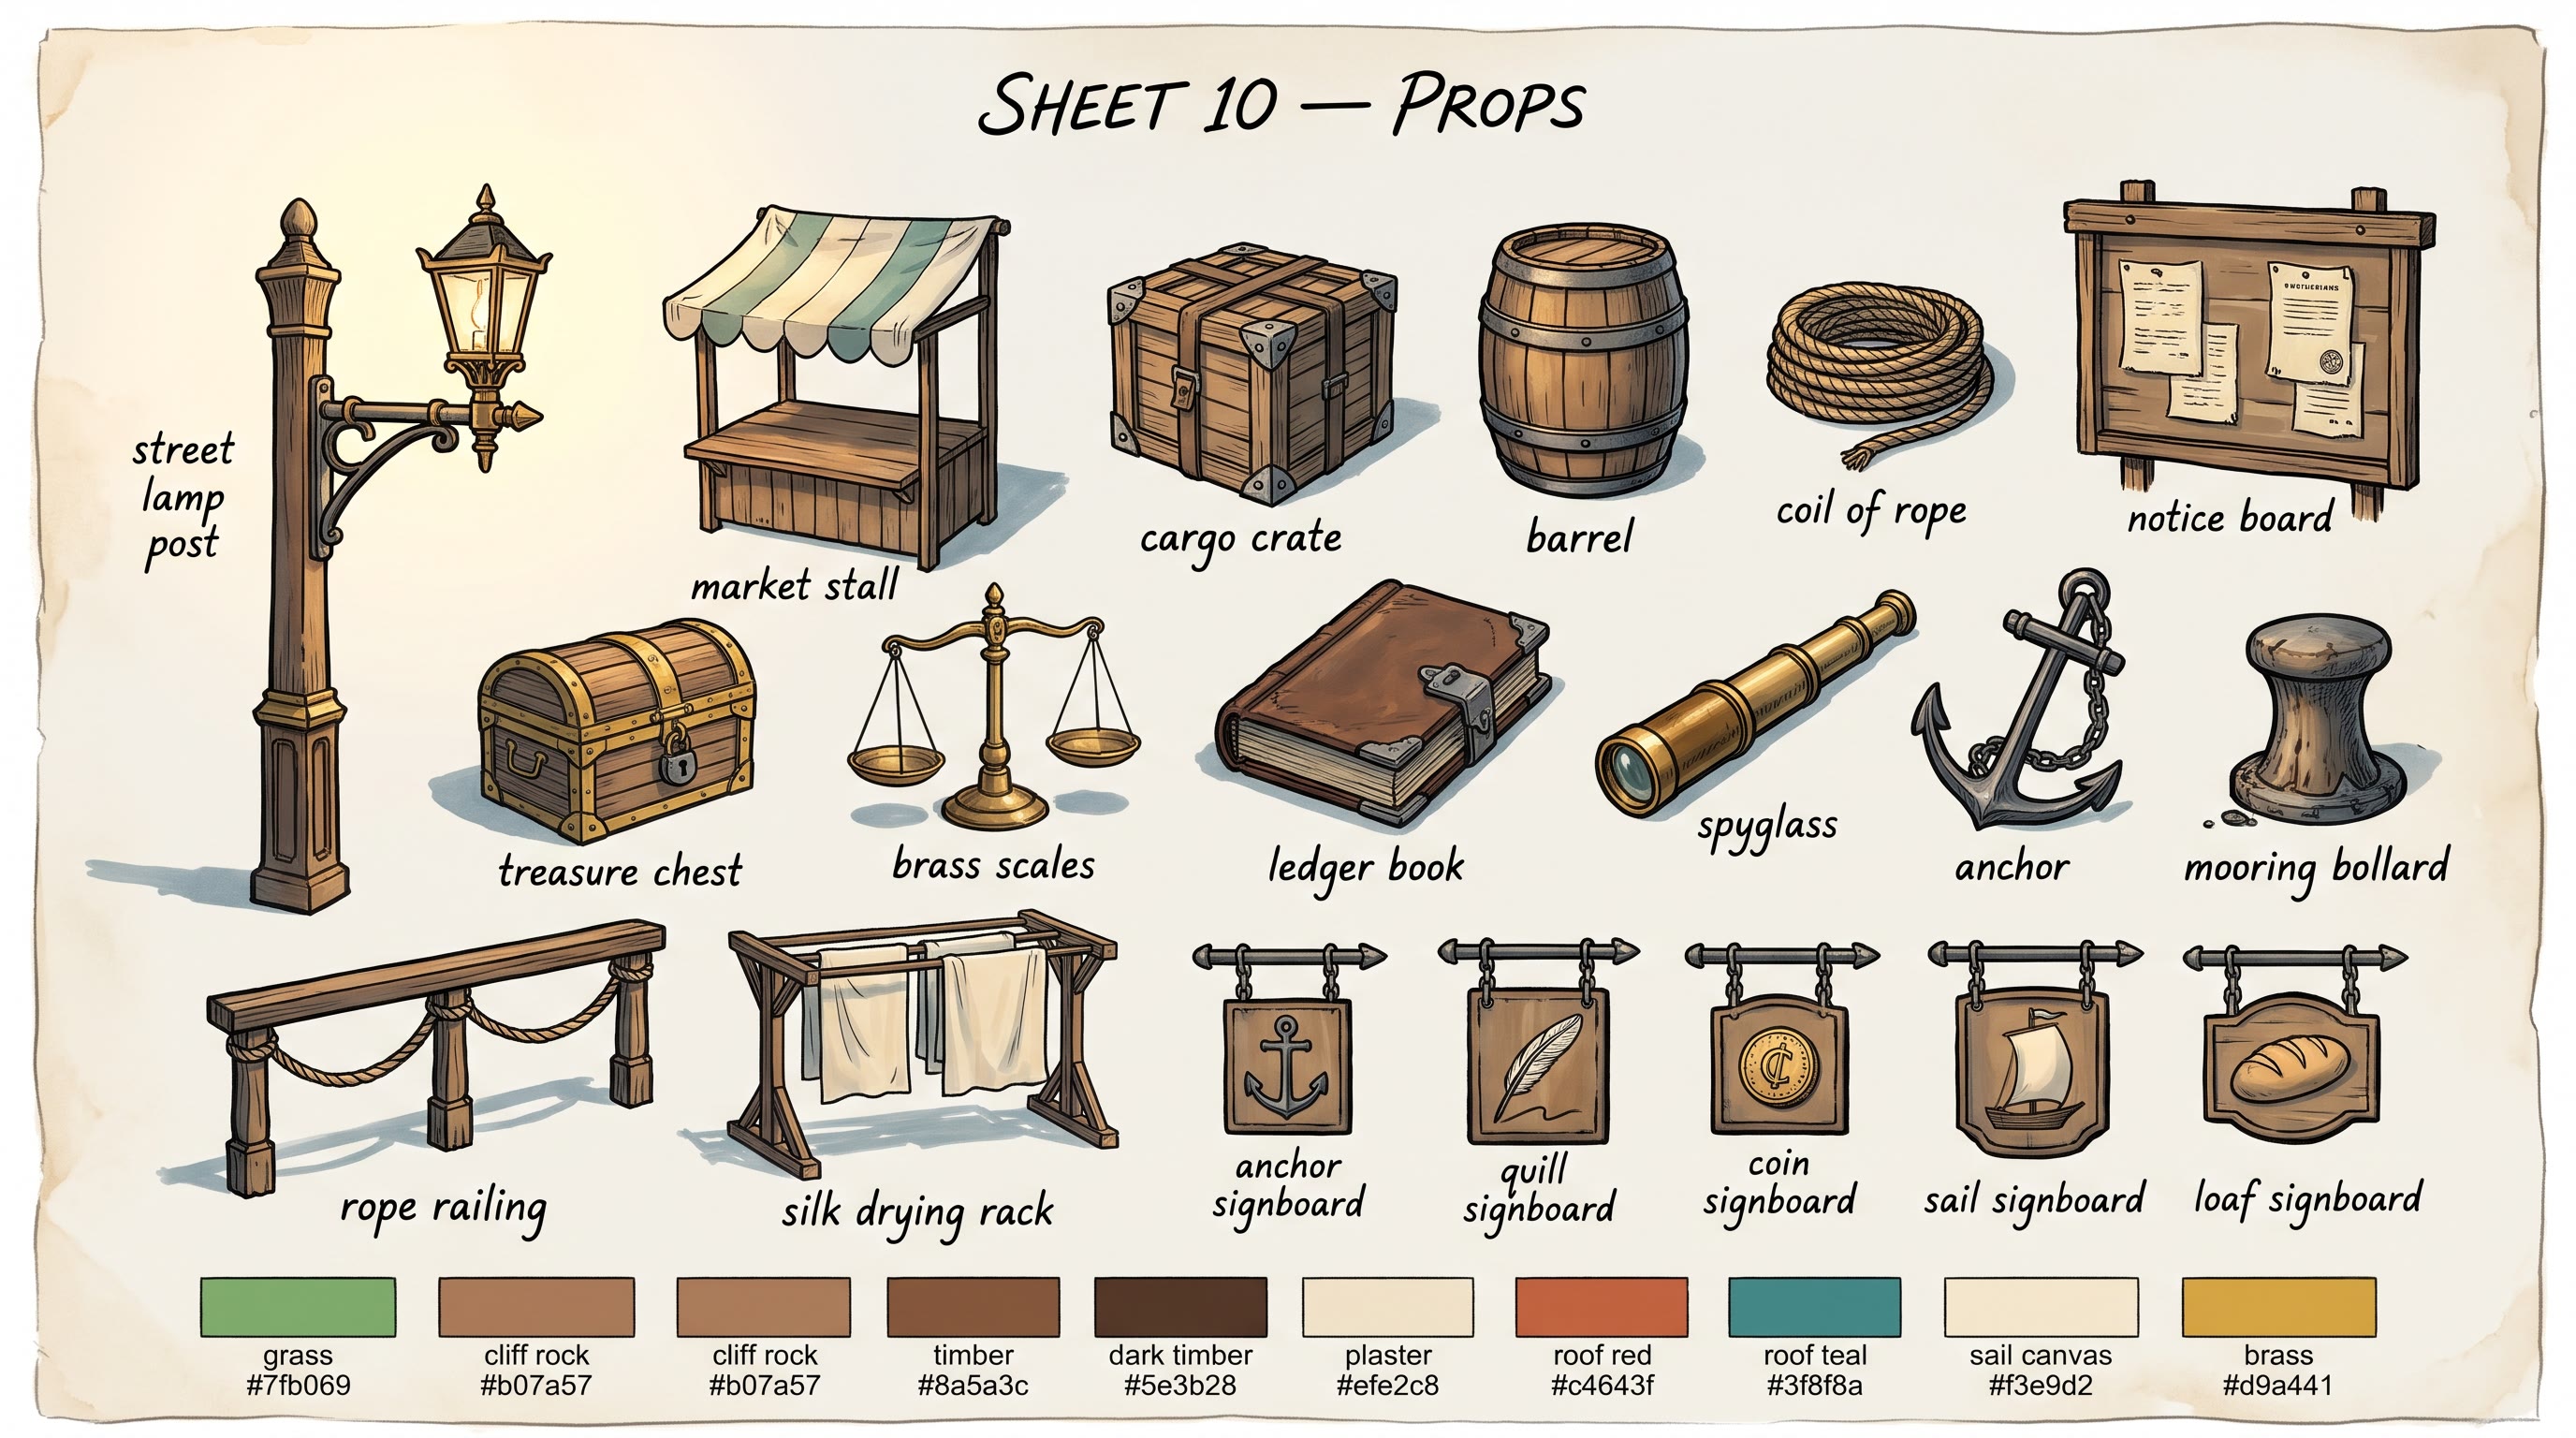 SHEET 10 — PROPS
street
lamp
post
market stall
cargo crate
barrel
coil of rope
notice board
treasure chest
brass scales
ledger book
spyglass
anchor
mooring bollard
rope railing
silk drying rack
anchor
signboard
quill
signboard
coin
signboard
sail signboard
loaf signboard
grass
#7fb069
cliff rock
#b07a57
cliff rock
#b07a57
timber
#8a5a3c
dark timber
#5e3b28
plaster
#efe2c8
roof red
#c4643f
roof teal
#3f8f8a
sail canvas
#f3e9d2
brass
#d9a441